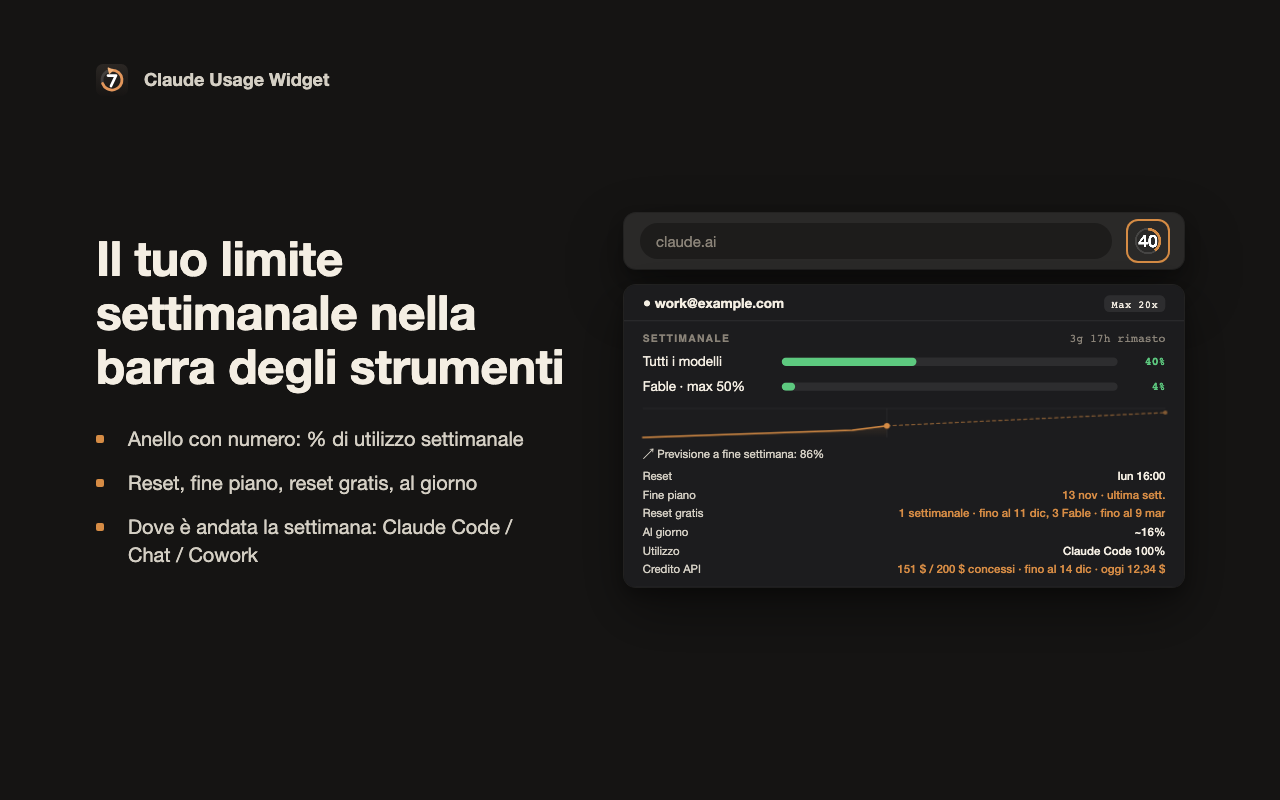 7 Claude Usage Widget
Il tuo limite
settimanale nella
barra degli strumenti
Anello con numero: % di utilizzo settimanale
Reset, fine piano, reset gratis, al giorno
Dove è andata la settimana: Claude Code /
Chat / Cowork
claude.ai 40
work@example.com Max 20x
SETTIMANALE 3g 17h rimasto
Tutti i modelli 40%
Fable · max 50% 4%
↗ Previsione a fine settimana: 86%
Reset lun 16:00
Fine piano 13 nov · ultima sett.
Reset gratis 1 settimanale · fino al 11 dic, 3 Fable · fino al 9 mar
Al giorno ~16%
Utilizzo Claude Code 100%
Credito API 151 $ / 200 $ concessi · fino al 14 dic · oggi 12,34 $